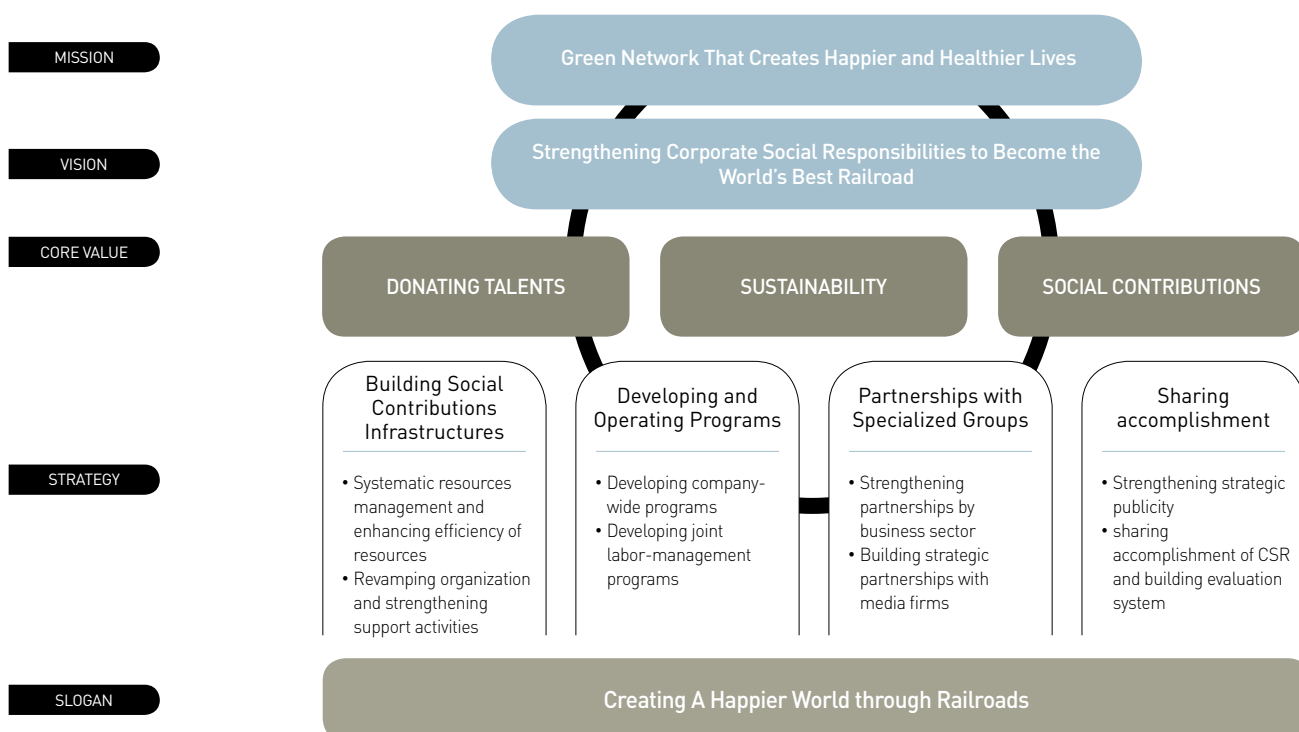 MISSION
Green Network That Creates Happier and Healthier Lives
VISION
Strengthening Corporate Social Responsibilities to Become the
World's Best Railroad
CORE VALUE
DONATING TALENTS
SUSTAINABILITY
SOCIAL CONTRIBUTIONS
STRATEGY
Building Social
Contributions
Infrastructures
• Systematic resources
management and
enhancing efficiency of
resources
• Revamping organization
and strengthening
support activities
Developing and
Operating Programs
• Developing company-
wide programs
• Developing joint
labor-management
programs
Partnerships with
Specialized Groups
• Strengthening
partnerships by
business sector
• Building strategic
partnerships with
media firms
Sharing
accomplishment
• Strengthening strategic
publicity
• sharing
accomplishment of CSR
and building evaluation
system
SLOGAN
Creating A Happier World through Railroads